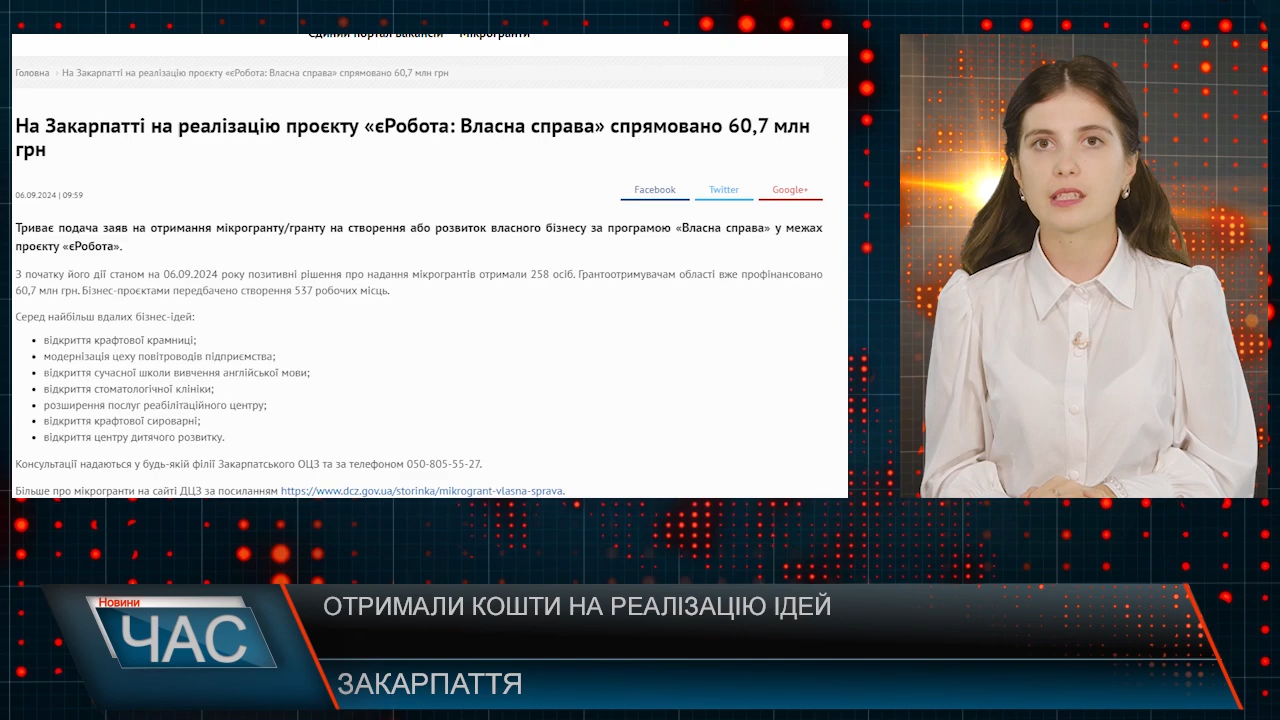 Єдиний портал вакансій Мікрогранти
Головна › На Закарпатті на реалізацію проєкту «єРобота: Власна справа» спрямовано 60,7 млн грн
На Закарпатті на реалізацію проєкту «єРобота: Власна справа» спрямовано 60,7 млн
грн
06.09.2024 | 09:59
Facebook Twitter Google+
Триває подача заяв на отримання мікрогранту/гранту на створення або розвиток власного бізнесу за програмою «Власна справа» у межах
проєкту «єРобота».
З початку його дії станом на 06.09.2024 року позитивні рішення про надання мікрогрантів отримали 258 осіб. Грантоотримувачам області вже профінансовано
60,7 млн грн. Бізнес-проєктами передбачено створення 537 робочих місць.
Серед найбільш вдалих бізнес-ідей:
• відкриття крафтової крамниці;
• модернізація цеху повітроводів підприємства;
• відкриття сучасної школи вивчення англійської мови;
• відкриття стоматологічної клініки;
• розширення послуг реабілітаційного центру;
• відкриття крафтової сироварні;
• відкриття центру дитячого розвитку.
Консультації надаються у будь-якій філії Закарпатського ОЦЗ та за телефоном 050-805-55-27.
Більше про мікрогранти на сайті ДЦЗ за посиланням https://www.dcz.gov.ua/storinka/mikrogrant-vlasna-sprava.
Новини
ЧАС
ОТРИМАЛИ КОШТИ НА РЕАЛІЗАЦІЮ ІДЕЙ
ЗАКАРПАТТЯ